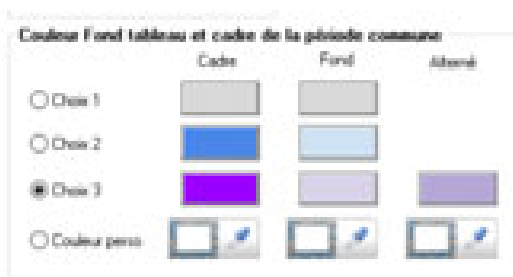 Couleur Fond tableau et cadre de la période commune
Cadre Fond Alterné
Choix 1
Choix 2
Choix 3
Couleur perso